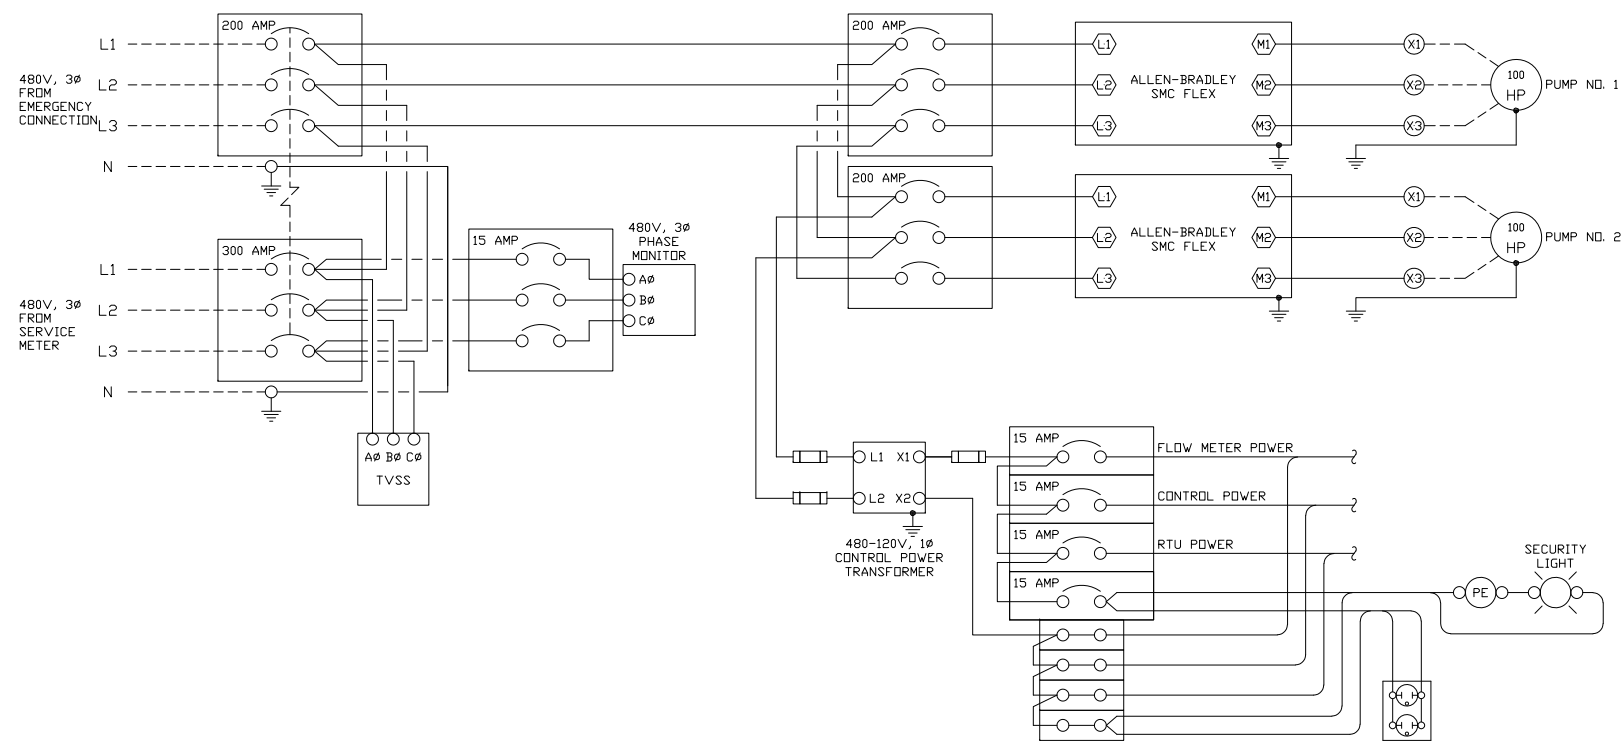 200 AMP
L1
480V, 3Ø
FROM
EMERGENCY
CONNECTION
L2
L3
N
300 AMP
L1
480V, 3Ø
FROM
SERVICE
METER
L2
L3
N
15 AMP
480V, 3Ø
PHASE
MONITOR
AØ
BØ
CØ
AØ BØ CØ
TVSS
200 AMP
L1
L2
L3
ALLEN-BRADLEY
SMC FLEX
M1
M2
M3
X1
X2
X3
100
HP
PUMP NO. 1
200 AMP
L1
L2
L3
ALLEN-BRADLEY
SMC FLEX
M1
M2
M3
X1
X2
X3
100
HP
PUMP NO. 2
L1 X1
L2 X2
480-120V, 1Ø
CONTROL POWER
TRANSFORMER
15 AMP
FLOW METER POWER
15 AMP
CONTROL POWER
15 AMP
RTU POWER
15 AMP
PE
SECURITY
LIGHT